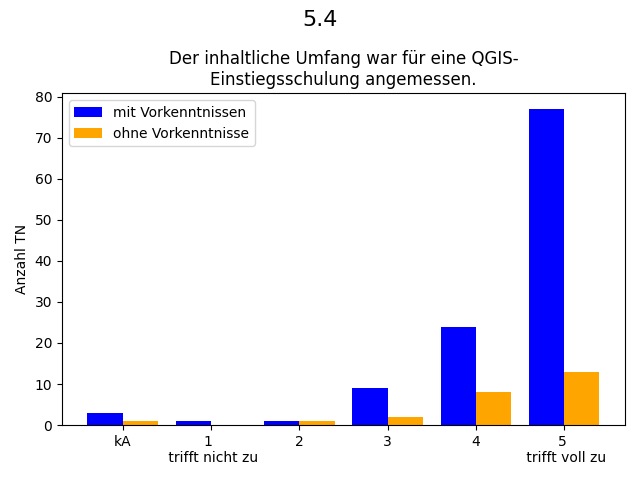 5.4
Der inhaltliche Umfang war für eine QGIS-
Einstiegsschulung angemessen.
mit Vorkenntnissen
ohne Vorkenntnisse
Anzahl TN
80
70
60
50
40
30
20
10
0
kA 1 2 3 4 5
trifft nicht zu trifft voll zu